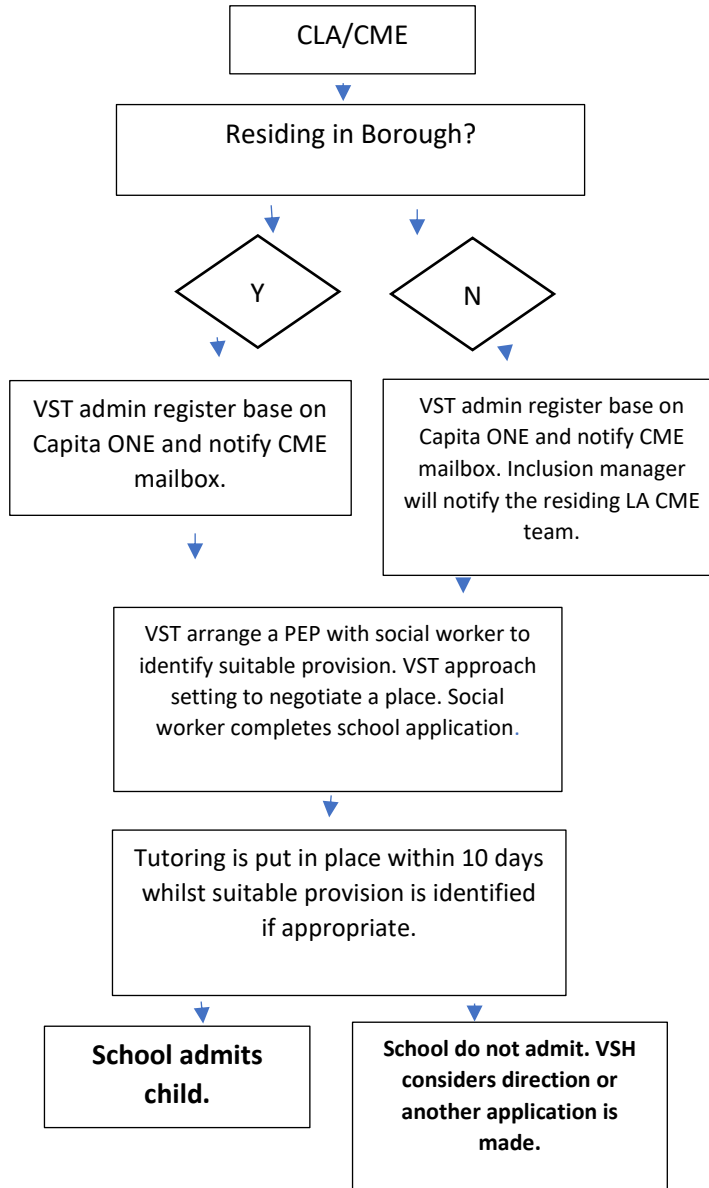 CLA/CME
Residing in Borough?
Y
N
VST admin register base on
Capita ONE and notify CME
mailbox.
VST admin register base on
Capita ONE and notify CME
mailbox. Inclusion manager
will notify the residing LA CME
team.
VST arrange a PEP with social worker to
identify suitable provision. VST approach
setting to negotiate a place. Social
worker completes school application.
Tutoring is put in place within 10 days
whilst suitable provision is identified
if appropriate.
School admits
child.
School do not admit. VSH
considers direction or
another application is
made.